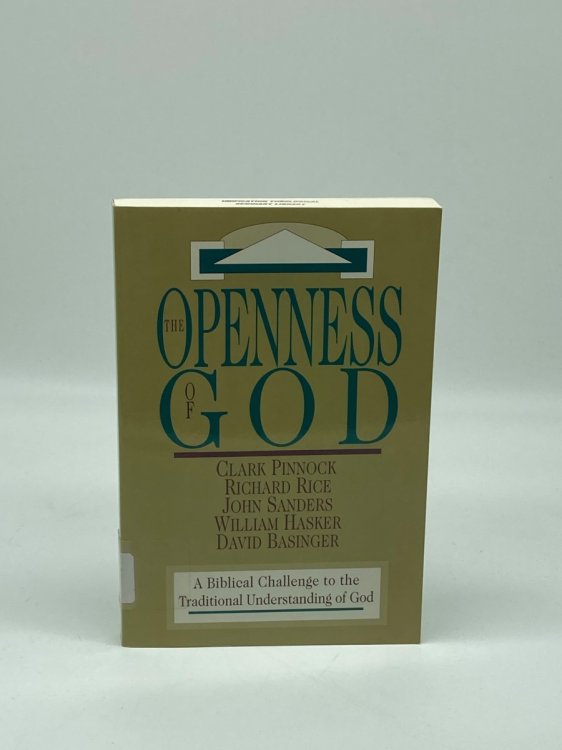 THE OPENNESS
OF GOD
CLARK PINNOCK
RICHARD RICE
JOHN SANDERS
WILLIAM HASKER
DAVID BASINGER
A Biblical Challenge to the
Traditional Understanding of God